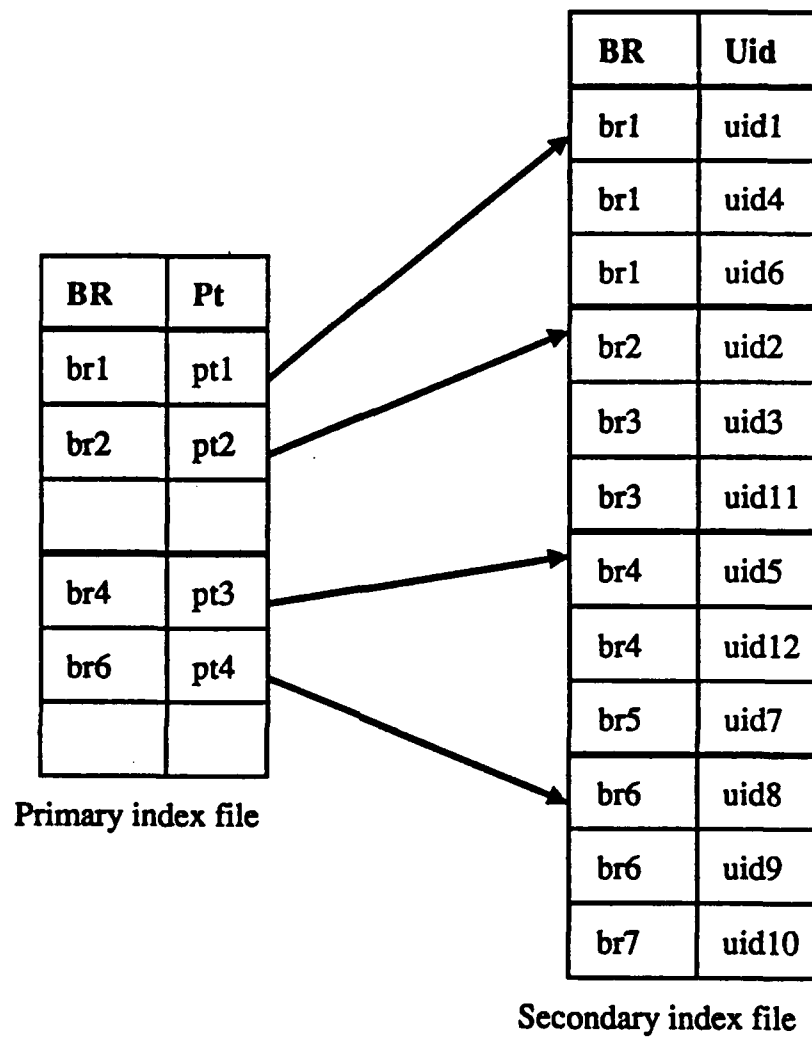 BR Pt
br1 pt1
br2 pt2
br4 pt3
br6 pt4
Primary index file
BR Uid
br1 uid1
br1 uid4
br1 uid6
br2 uid2
br3 uid3
br3 uid11
br4 uid5
br4 uid12
br5 uid7
br6 uid8
br6 uid9
br7 uid10
Secondary index file